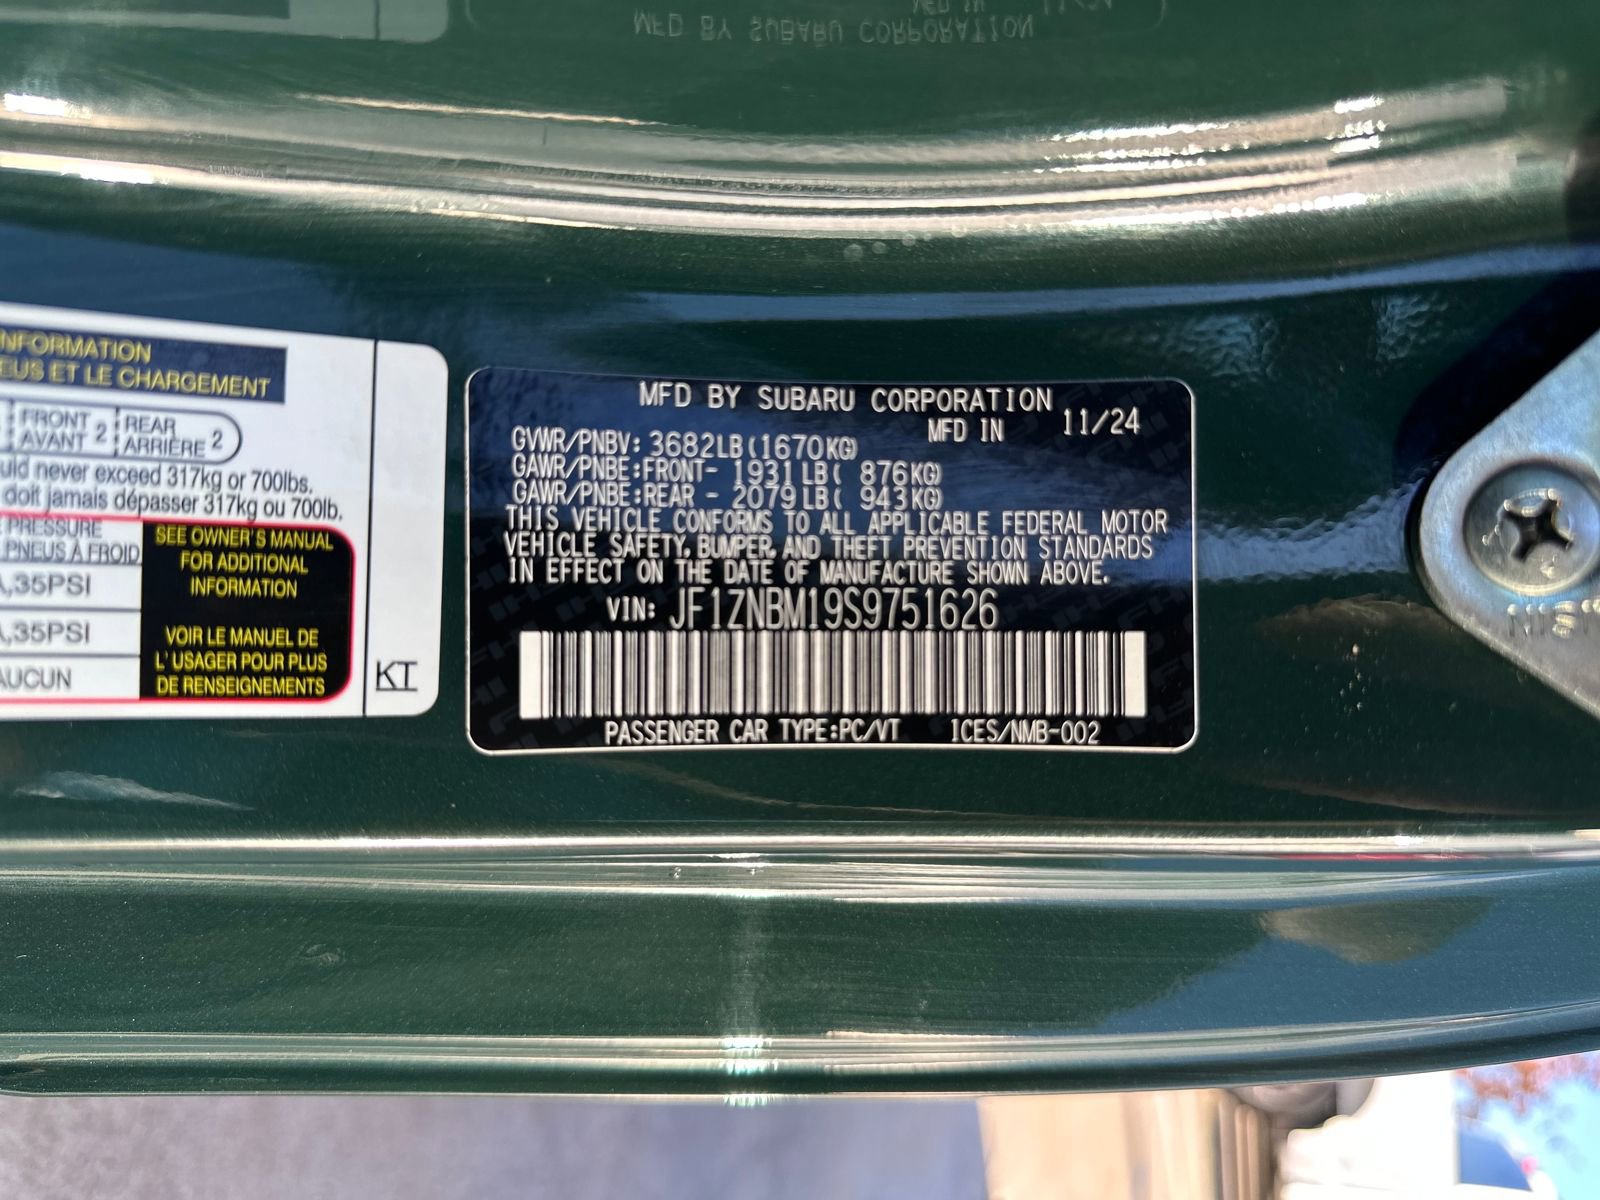 NFORMATION
EUS ET LE CHARGEMENT
FRONT AVANT 2 REAR ARRIÈRE 2
uld never exceed 317kg or 700lbs.
doit jamais dépasser 317kg ou 700lb.
PRESSURE
PNEUS À FROID
,35PSI
,35PSI
AUCUN
SEE OWNER'S MANUAL
FOR ADDITIONAL
INFORMATION
VOIR LE MANUEL DE
L'USAGER POUR PLUS
DE RENSEIGNEMENTS
KT
MFD BY SUBARU CORPORATION
MFD IN 11/24
GVWR/PNBV: 3682LB(1670KG)
GAWR/PNBE:FRONT- 1931LB( 876KG)
GAWR/PNBE:REAR - 2079LB( 943KG)
THIS VEHICLE CONFORMS TO ALL APPLICABLE FEDERAL MOTOR
VEHICLE SAFETY, BUMPER, AND THEFT PREVENTION STANDARDS
IN EFFECT ON THE DATE OF MANUFACTURE SHOWN ABOVE.
VIN: JF1ZNBM19S9751626
PASSENGER CAR TYPE:PC/VT ICES/NMB-002